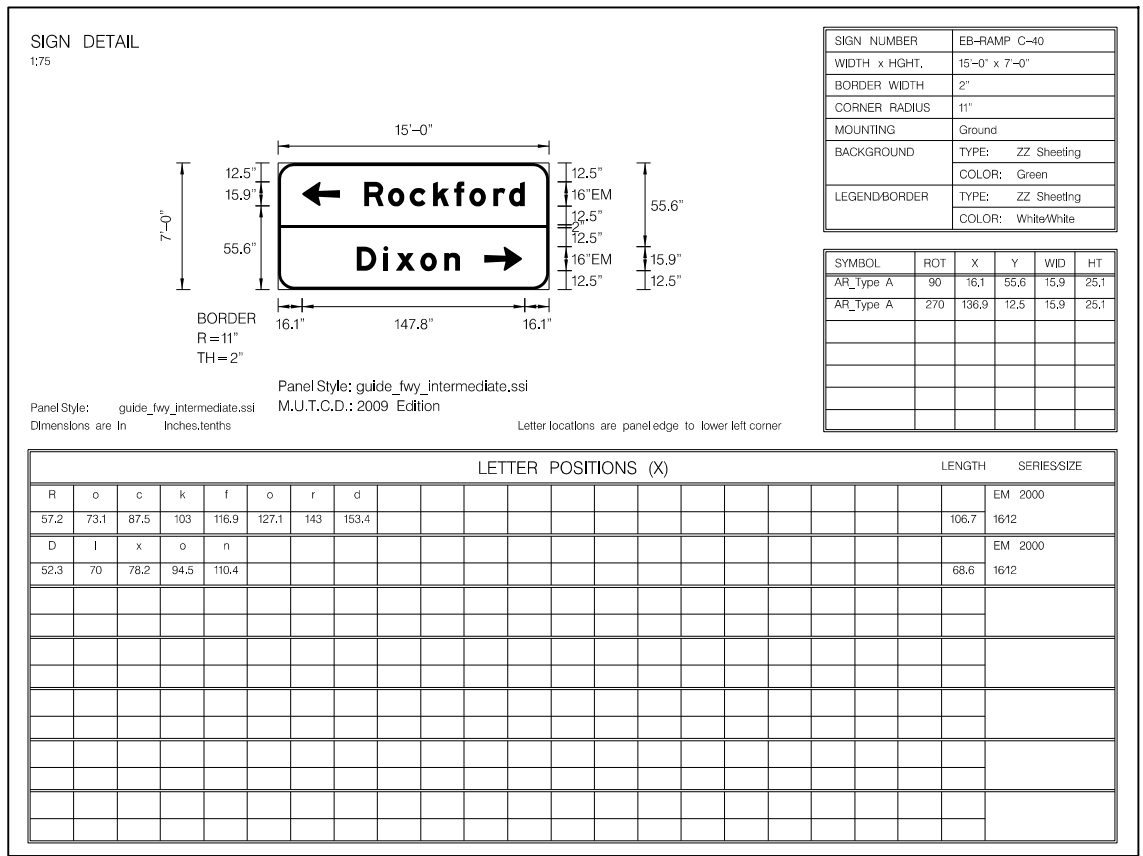 SIGN DETAIL
1:75
15'-0"
7'-0"
12.5"
15.9"
55.6"
← Rockford
Dixon →
12.5"
16"EM
12.5"
2"
12.5"
16"EM
12.5"
55.6"
15.9"
12.5"
16.1"
147.8"
16.1"
BORDER
R=11"
TH=2"
Panel Style: guide_fwy_intermediate.ssi
M.U.T.C.D.: 2009 Edition
Panel Style: guide_fwy_intermediate.ssi
Dimensions are in Inches.tenths
Letter locations are panel edge to lower left corner
SIGN NUMBER EB-RAMP C-40
WIDTH x HGHT. 15'-0" x 7'-0"
BORDER WIDTH 2"
CORNER RADIUS 11"
MOUNTING Ground
BACKGROUND TYPE: ZZ Sheeting
COLOR: Green
LEGEND/BORDER TYPE: ZZ Sheeting
COLOR: White/White
SYMBOL ROT X Y WID HT
AR_Type A 90 16.1 55.6 15.9 25.1
AR_Type A 270 136.9 12.5 15.9 25.1
LETTER POSITIONS (X) LENGTH SERIES/SIZE
R o c k f o r d EM 2000
57.2 73.1 87.5 103 116.9 127.1 143 153.4 106.7 16/12
D i x o n EM 2000
52.3 70 78.2 94.5 110.4 68.6 16/12